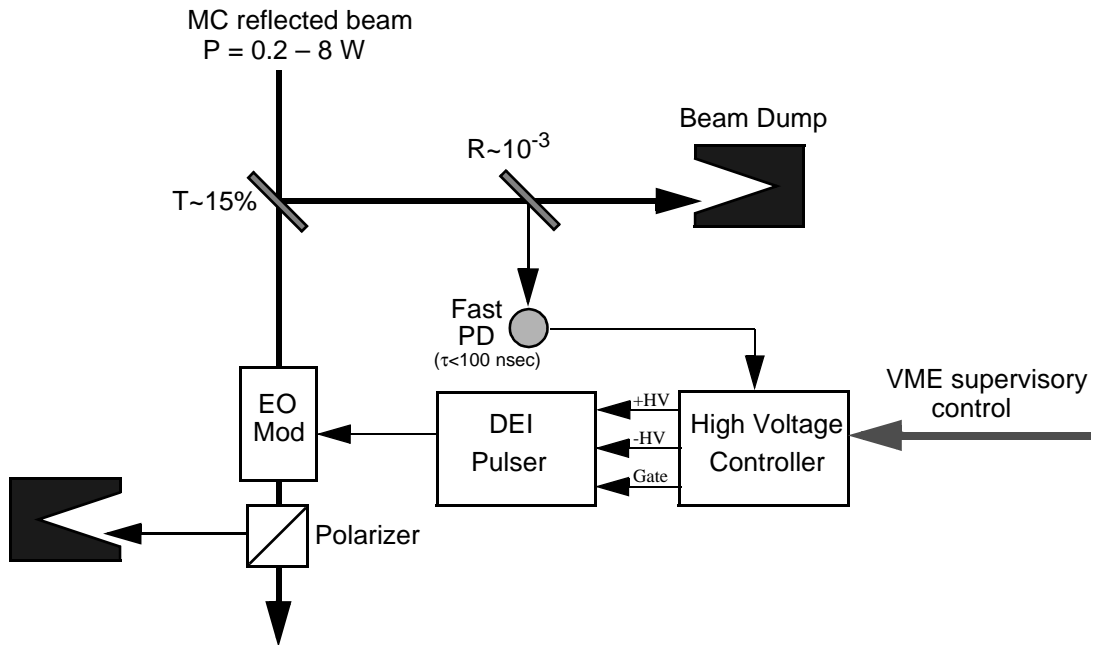 MC reflected beam
P = 0.2 – 8 W
Beam Dump
R~10⁻³
T~15%
Fast
PD
(τ<100 nsec)
VME supervisory
control
EO
Mod
DEI
Pulser
+HV
-HV
Gate
High Voltage
Controller
Polarizer